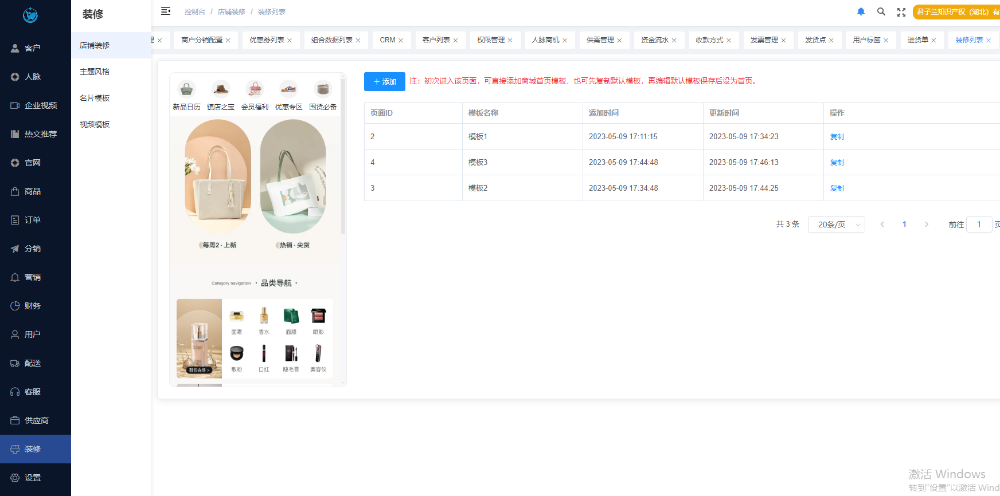 装修
控制台 / 店铺装修 / 装修列表
君子兰知识产权（湖北）有
客户
人脉
企业视频
热文推荐
官网
商品
订单
分销
营销
财务
用户
配送
客服
供应商
装修
设置
店铺装修
主题风格
名片模板
视频模板
商户分销配置 × 优惠券列表 × 组合数据列表 × CRM × 客户列表 × 权限管理 × 人脉商机 × 供需管理 × 资金流水 × 收款方式 × 发票管理 × 发货点 × 用户标签 × 进货单 × 装修列表 ×
新品日历 镇店之宝 会员福利 优惠专区 囤货必备
每周2 · 上新 热销 · 尖货
Category navigation · 品类导航 ·
面霜 香水 面膜 眼影
散粉 口红 睫毛膏 美容仪
鞋包会场 >
+ 添加 注：初次进入该页面，可直接添加商城首页模板，也可先复制默认模板，再编辑默认模板保存后设为首页。
页面ID 模板名称 添加时间 更新时间 操作
2 模板1 2023-05-09 17:11:15 2023-05-09 17:34:23 复制
4 模板3 2023-05-09 17:44:48 2023-05-09 17:46:13 复制
3 模板2 2023-05-09 17:34:48 2023-05-09 17:44:25 复制
共 3 条 20条/页 < 1 > 前往 1 页
激活 Windows
转到“设置”以激活 Wind